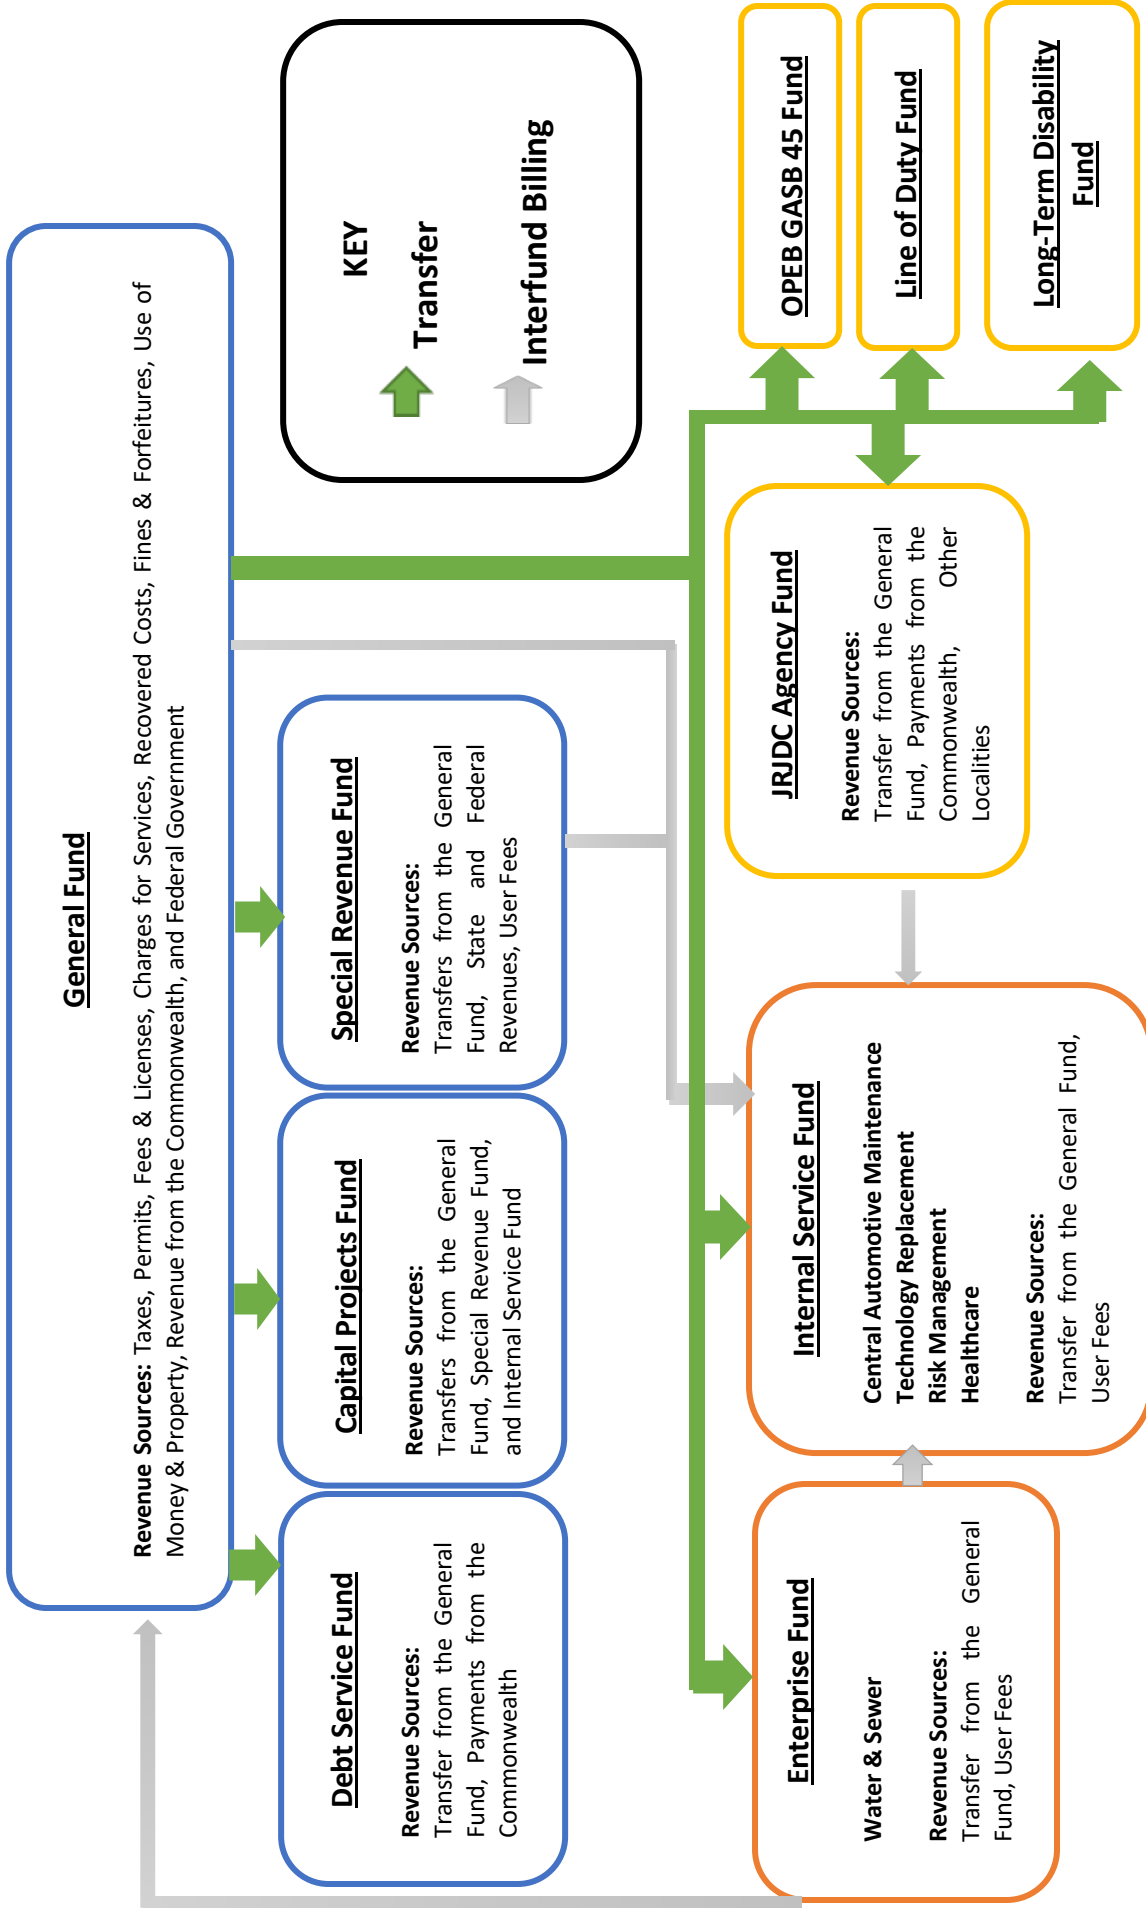 General Fund
Revenue Sources: Taxes, Permits, Fees & Licenses, Charges for Services, Recovered Costs, Fines & Forfeitures, Use of
Money & Property, Revenue from the Commonwealth, and Federal Government
Debt Service Fund
Revenue Sources:
Transfer from the General
Fund, Payments from the
Commonwealth
Capital Projects Fund
Revenue Sources:
Transfers from the General
Fund, Special Revenue Fund,
and Internal Service Fund
Special Revenue Fund
Revenue Sources:
Transfers from the General
Fund, State and Federal
Revenues, User Fees
KEY
Transfer
Interfund Billing
Enterprise Fund
Water & Sewer
Revenue Sources:
Transfer from the General
Fund, User Fees
Internal Service Fund
Central Automotive Maintenance
Technology Replacement
Risk Management
Healthcare
Revenue Sources:
Transfer from the General Fund,
User Fees
JRJDC Agency Fund
Revenue Sources:
Transfer from the General
Fund, Payments from the
Commonwealth, Other
Localities
OPEB GASB 45 Fund
Line of Duty Fund
Long-Term Disability
Fund